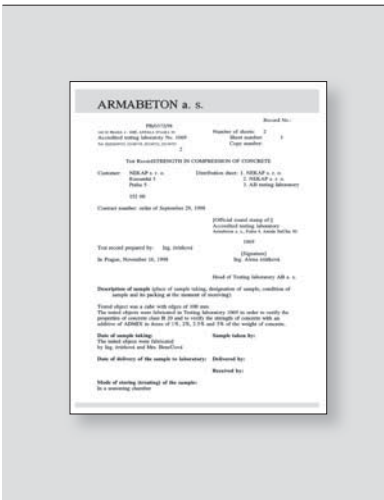 ARMABETON a. s.
Record No.:
Number of sheets: 2
Accredited testing laboratory No. 1069
Sheet number:
Copy number:
2
Test Record STRENGTH IN COMPRESSION OF CONCRETE
Customer: NEKAP s. r. o. Distribution sheet: 1. NEKAP s. r. o.
2. NEKAP s. r. o.
Praha 5 3. AB testing laboratory
Contract number: order of September 29, 1998
[Official round stamp of:]
Accredited testing laboratory
1069
Test record prepared by: Ing.
[Signature]
In Prague, November 10, 1998 Ing. Alena
Head of Testing laboratory AB a. s.
Description of sample (place of sample taking, designation of sample, condition of
sample and its packing at the moment of receiving):
Tested object was a cube with edges of 100 mm
The tested objects were fabricated in Testing laboratory 1069 in order to verify the
properties of concrete class B 20 and to verify the strength of concrete with an
additive of ADMIX in doses of 1%, 2%, 2.5% and 3% of the weight of concrete.
Date of sample taking: Sample taken by:
The tested objects were fabricated
by Ing. and Mrs.
Date of delivery of the sample to laboratory: Delivered by:
Received by:
Mode of storing (treating) of the sample:
In a seasoning chamber